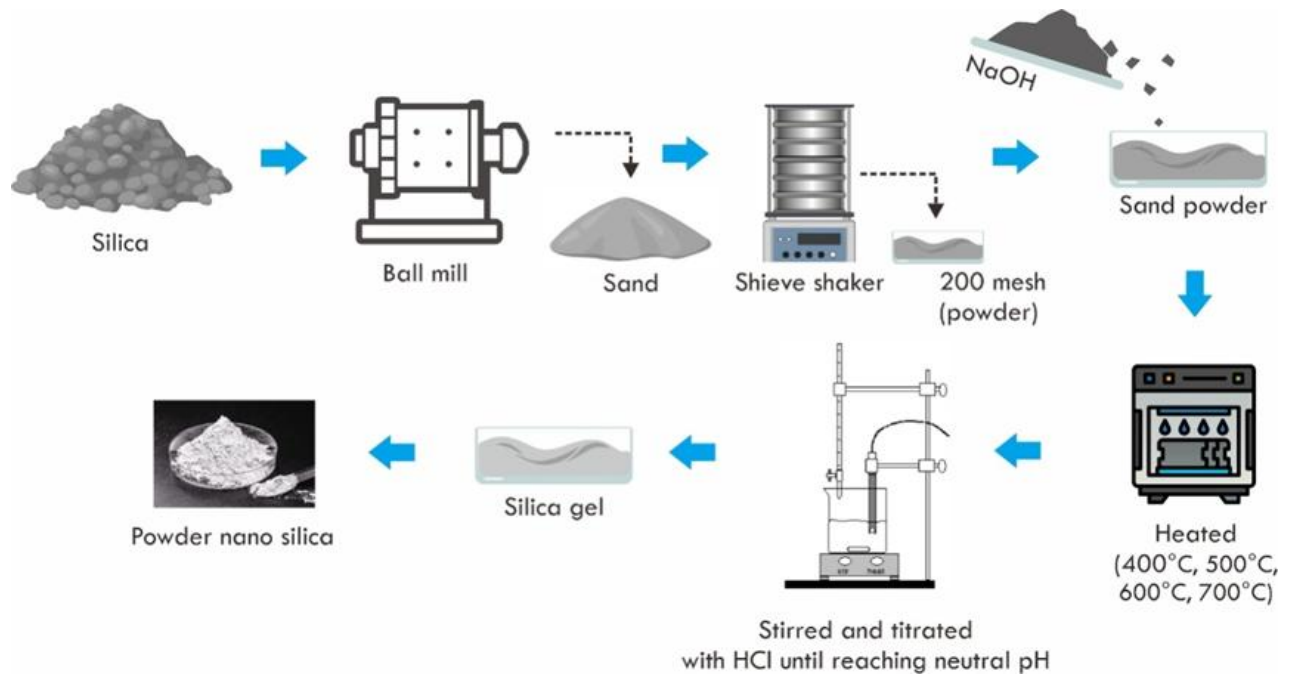 NaOH
Silica
Ball mill
Sand
Shieve shaker
200 mesh
(powder)
Sand powder
Heated
(400°C, 500°C,
600°C, 700°C)
Stirred and titrated
with HCl until reaching neutral pH
Silica gel
Powder nano silica